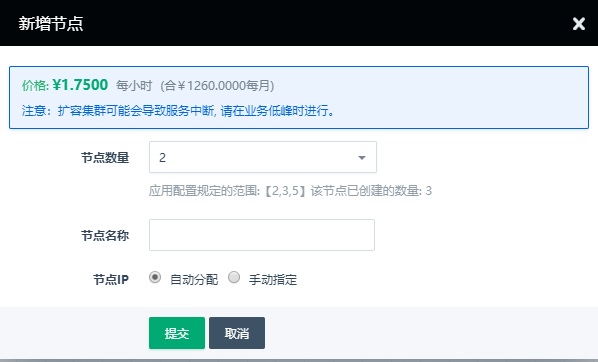 新增节点
价格: ¥1.7500 每小时 (合￥1260.0000每月)
注意：扩容集群可能会导致服务中断, 请在业务低峰时进行。
节点数量 2
应用配置规定的范围:【2,3,5】该节点已创建的数量: 3
节点名称
节点IP 自动分配 手动指定
提交 取消